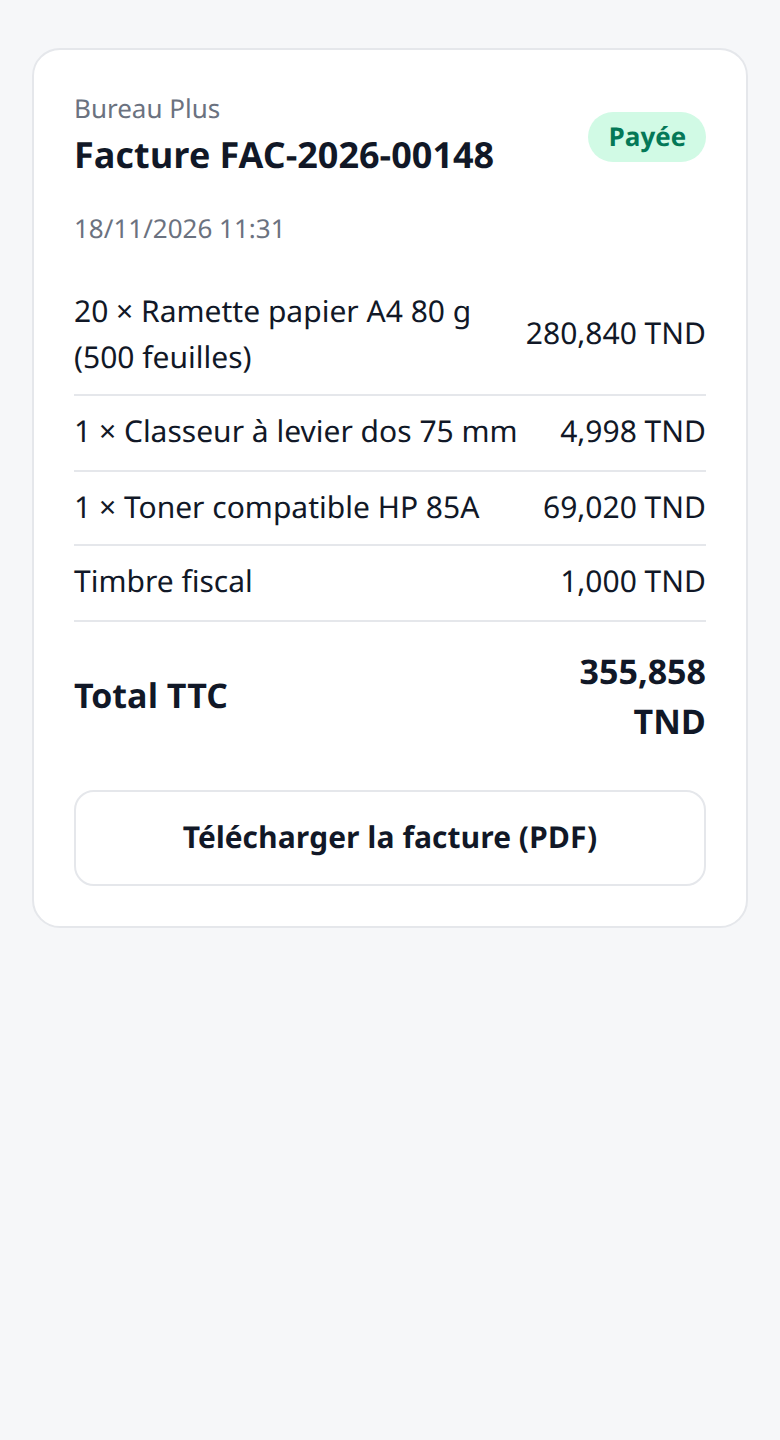 Bureau Plus
Facture FAC-2026-00148
Payée
18/11/2026 11:31
20 × Ramette papier A4 80 g
(500 feuilles)
280,840 TND
1 × Classeur à levier dos 75 mm 4,998 TND
1 × Toner compatible HP 85A 69,020 TND
Timbre fiscal 1,000 TND
Total TTC
355,858
TND
Télécharger la facture (PDF)